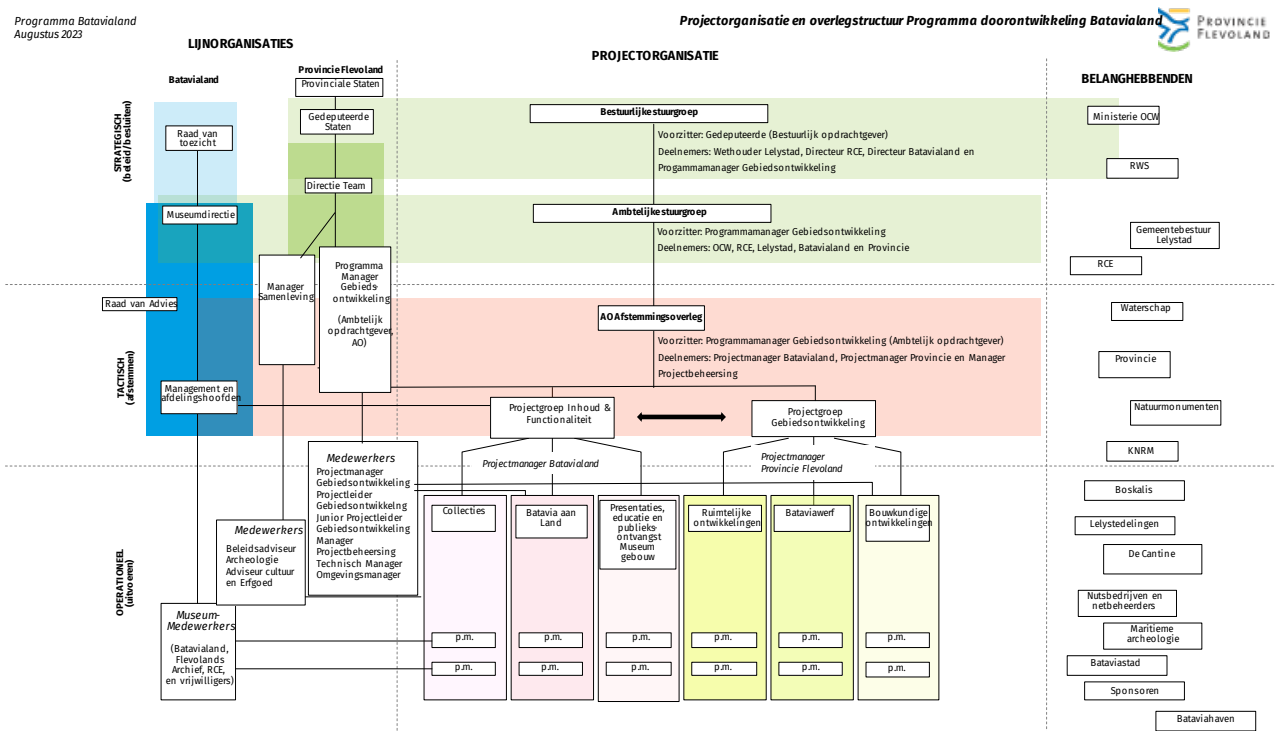 Programma Batavialand
Augustus 2023
Projectorganisatie en overlegstructuur Programma doorontwikkeling Batavialand
PROVINCIE
FLEVOLAND
LIJNORGANISATIES
PROJECTORGANISATIE
BELANGHEBBENDEN
Batavialand
Provincie Flevoland
STRATEGISCH
(beleid/besluiten)
TACTISCH
(afstemmen)
OPERATIONEEL
(uitvoeren)
Provinciale Staten
Gedeputeerde
Staten
Raad van
toezicht
Directie Team
Museumdirectie
Manager
Samenleving
Programma
Manager
Gebieds-
ontwikkeling
(Ambtelijk
opdrachtgever,
AO)
Raad van Advies
Management en
afdelingshoofden
Medewerkers
Projectmanager
Gebiedsontwikkeling
Projectleider
Gebiedsontwikkelng
Junior Projectleider
Gebiedsontwikkeling
Manager
Projectbeheersing
Technisch Manager
Omgevingsmanager
Medewerkers
Beleidsadviseur
Archeologie
Adviseur cultuur
en Erfgoed
Museum-
Medewerkers
(Batavialand,
Flevolands
Archief, RCE,
en vrijwilligers)
Bestuurlijke stuurgroep
Voorzitter: Gedeputeerde (Bestuurlijk opdrachtgever)
Deelnemers: Wethouder Lelystad, Directeur RCE, Directeur Batavialand en
Progammamanager Gebiedsontwikkeling
Ambtelijke stuurgroep
Voorzitter: Programmamanager Gebiedsontwikkeling
Deelnemers: OCW, RCE, Lelystad, Batavialand en Provincie
AO Afstemmingsoverleg
Voorzitter: Programmamanager Gebiedsontwikkeling (Ambtelijk opdrachtgever)
Deelnemers: Projectmanager Batavialand, Projectmanager Provincie en Manager
Projectbeheersing
Projectgroep Inhoud &
Functionaliteit
Projectgroep
Gebiedsontwikkeling
Projectmanager Batavialand
Projectmanager
Provincie Flevoland
Collecties
Batavia aan
Land
Presentaties,
educatie en
publieks-
ontvangst
Museum
gebouw
Ruimtelijke
ontwikkelingen
Bataviawerf
Bouwkundige
ontwikkelingen
p.m.
p.m.
p.m.
p.m.
p.m.
p.m.
p.m.
p.m.
p.m.
p.m.
p.m.
p.m.
Ministerie OCW
RWS
Gemeentebestuur
Lelystad
RCE
Waterschap
Provincie
Natuurmonumenten
KNRM
Boskalis
Lelystedelingen
De Cantine
Nutsbedrijven en
netbeheerders
Maritieme
archeologie
Bataviastad
Sponsoren
Bataviahaven